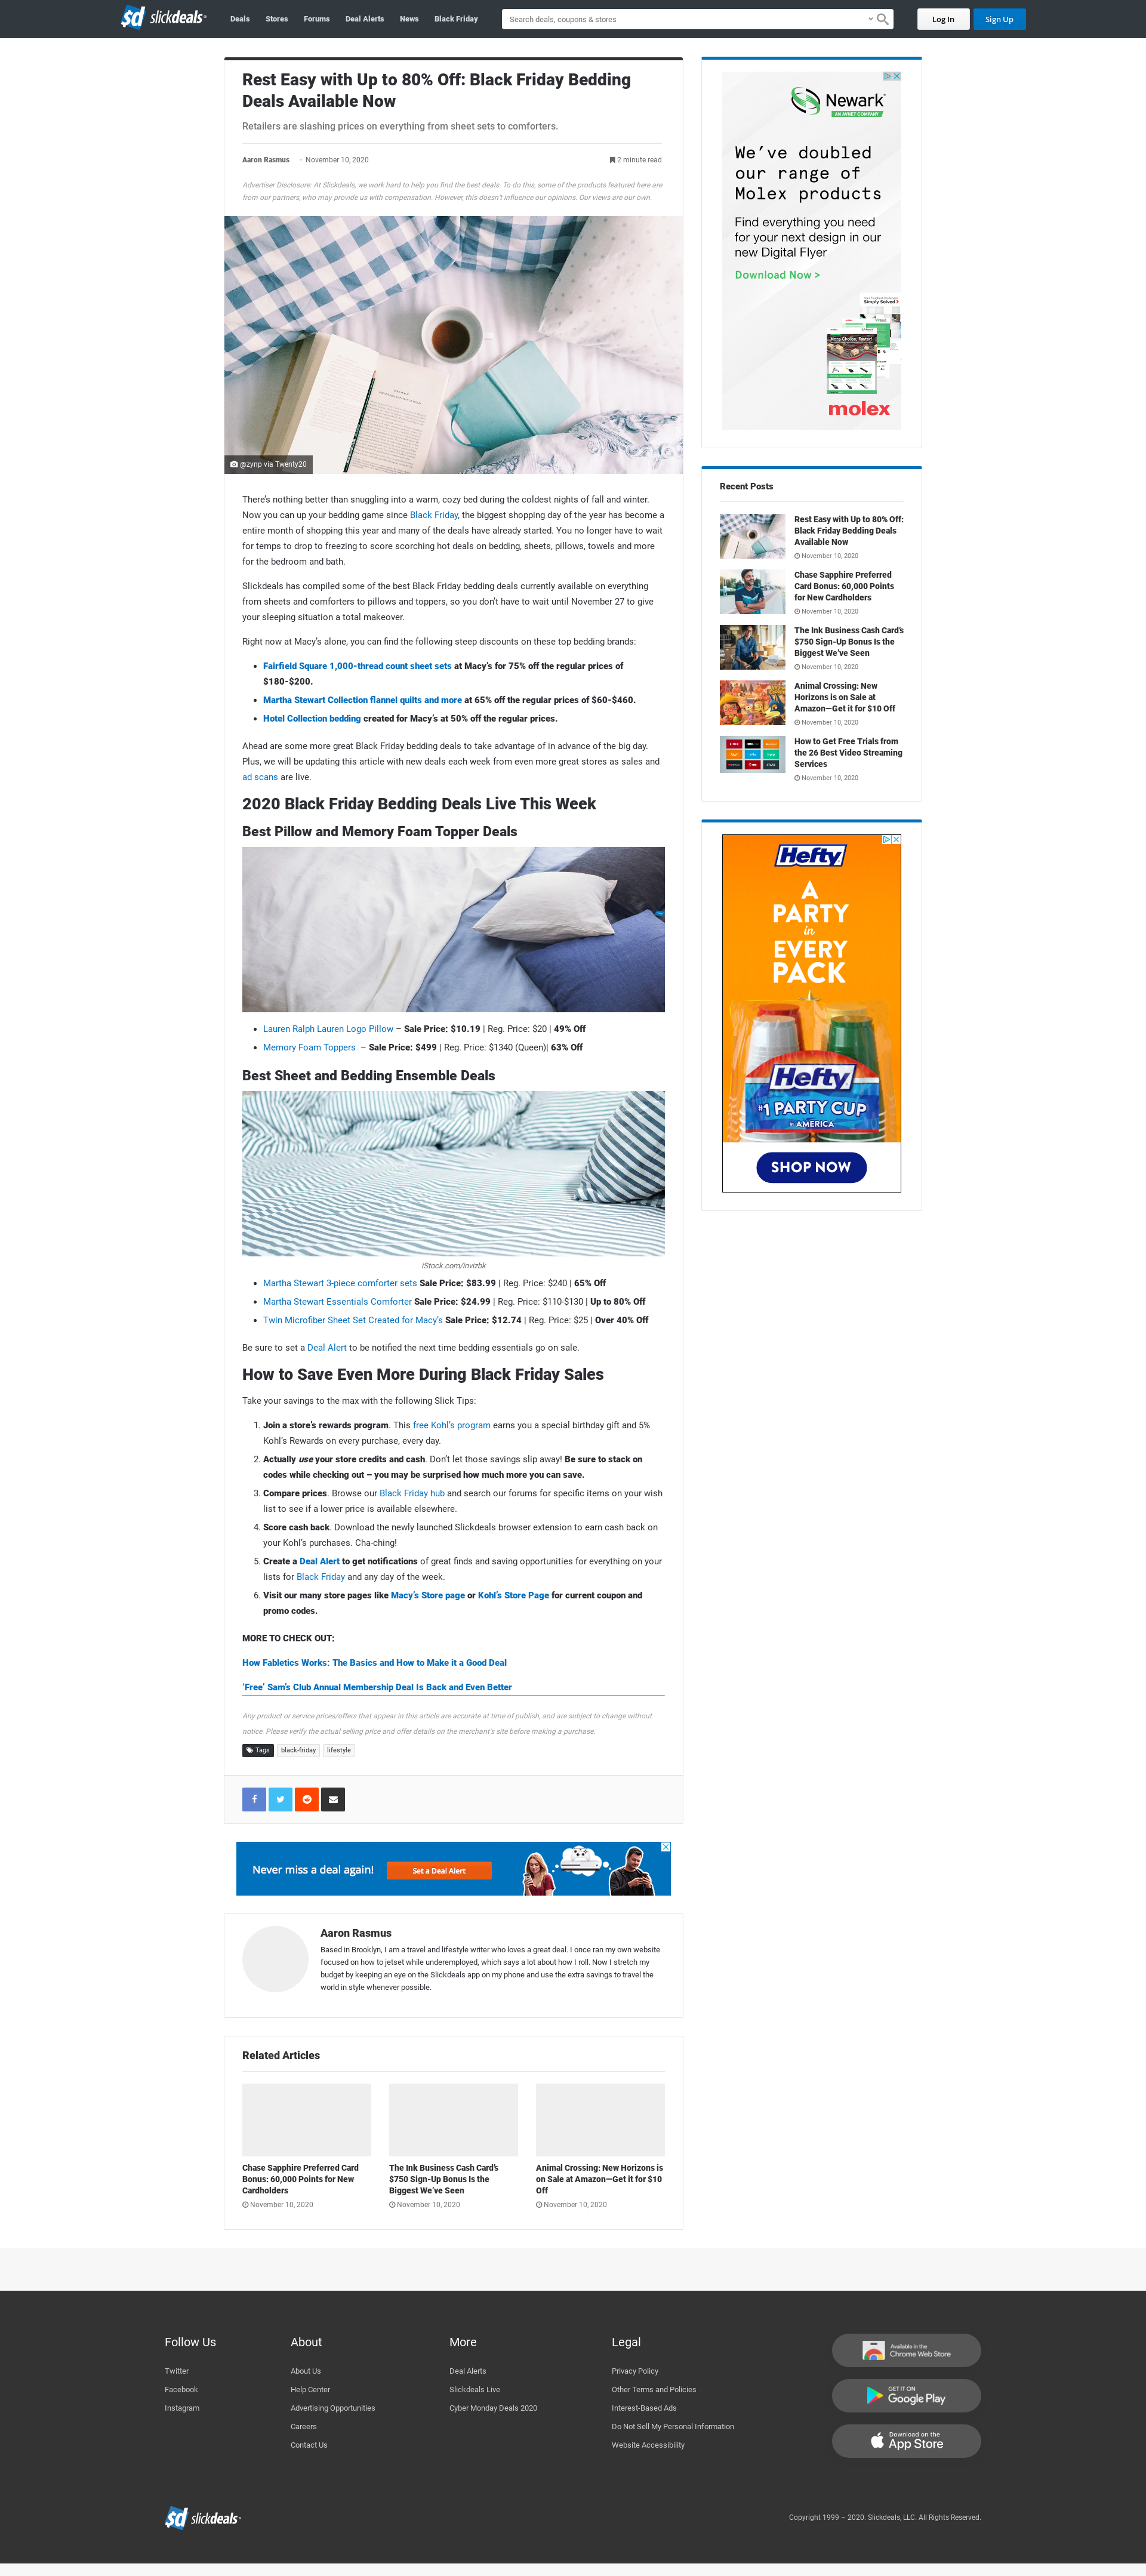 sd slickdeals
Deals Stores Forums Deal Alerts News Black Friday
Search deals, coupons & stores
Log In
Sign Up
Rest Easy with Up to 80% Off: Black Friday Bedding
Deals Available Now
Retailers are slashing prices on everything from sheet sets to comforters.
Aaron Rasmus · November 10, 2020
2 minute read
Advertiser Disclosure: At Slickdeals, we work hard to help you find the best deals. To do this, some of the products featured here are
from our partners, who may provide us with compensation. However, this doesn't influence our opinions. Our views are our own.
@zynp via Twenty20
There's nothing better than snuggling into a warm, cozy bed during the coldest nights of fall and winter.
Now you can up your bedding game since Black Friday, the biggest shopping day of the year has become a
entire month of shopping this year and many of the deals have already started. You no longer have to wait
for temps to drop to freezing to score scorching hot deals on bedding, sheets, pillows, towels and more
for the bedroom and bath.
Slickdeals has compiled some of the best Black Friday bedding deals currently available on everything
from sheets and comforters to pillows and toppers, so you don't have to wait until November 27 to give
your sleeping situation a total makeover.
Right now at Macy's alone, you can find the following steep discounts on these top bedding brands:
Fairfield Square 1,000-thread count sheet sets at Macy's for 75% off the regular prices of
$180-$200.
Martha Stewart Collection flannel quilts and more at 65% off the regular prices of $60-$460.
Hotel Collection bedding created for Macy's at 50% off the regular prices.
Ahead are some more great Black Friday bedding deals to take advantage of in advance of the big day.
Plus, we will be updating this article with new deals each week from even more great stores as sales and
ad scans are live.
2020 Black Friday Bedding Deals Live This Week
Best Pillow and Memory Foam Topper Deals
Lauren Ralph Lauren Logo Pillow – Sale Price: $10.19 | Reg. Price: $20 | 49% Off
Memory Foam Toppers – Sale Price: $499 | Reg. Price: $1340 (Queen)| 63% Off
Best Sheet and Bedding Ensemble Deals
iStock.com/invizbk
Martha Stewart 3-piece comforter sets Sale Price: $83.99 | Reg. Price: $240 | 65% Off
Martha Stewart Essentials Comforter Sale Price: $24.99 | Reg. Price: $110-$130 | Up to 80% Off
Twin Microfiber Sheet Set Created for Macy's Sale Price: $12.74 | Reg. Price: $25 | Over 40% Off
Be sure to set a Deal Alert to be notified the next time bedding essentials go on sale.
How to Save Even More During Black Friday Sales
Take your savings to the max with the following Slick Tips:
1. Join a store's rewards program. This free Kohl's program earns you a special birthday gift and 5%
Kohl's Rewards on every purchase, every day.
2. Actually use your store credits and cash. Don't let those savings slip away! Be sure to stack on
codes while checking out – you may be surprised how much more you can save.
3. Compare prices. Browse our Black Friday hub and search our forums for specific items on your wish
list to see if a lower price is available elsewhere.
4. Score cash back. Download the newly launched Slickdeals browser extension to earn cash back on
your Kohl's purchases. Cha-ching!
5. Create a Deal Alert to get notifications of great finds and saving opportunities for everything on your
lists for Black Friday and any day of the week.
6. Visit our many store pages like Macy's Store page or Kohl's Store Page for current coupon and
promo codes.
MORE TO CHECK OUT:
How Fabletics Works: The Basics and How to Make it a Good Deal
'Free' Sam's Club Annual Membership Deal Is Back and Even Better
Any product or service prices/offers that appear in this article are accurate at time of publish, and are subject to change without
notice. Please verify the actual selling price and offer details on the merchant's site before making a purchase.
Tags black-friday lifestyle
Never miss a deal again!
Set a Deal Alert
Aaron Rasmus
Based in Brooklyn, I am a travel and lifestyle writer who loves a great deal. I once ran my own website
focused on how to jetset while underemployed, which says a lot about how I roll. Now I stretch my
budget by keeping an eye on the Slickdeals app on my phone and use the extra savings to travel the
world in style whenever possible.
Related Articles
Chase Sapphire Preferred Card
Bonus: 60,000 Points for New
Cardholders
November 10, 2020
The Ink Business Cash Card's
$750 Sign-Up Bonus Is the
Biggest We've Seen
November 10, 2020
Animal Crossing: New Horizons is
on Sale at Amazon—Get it for $10
Off
November 10, 2020
Newark
AN AVNET COMPANY
We've doubled
our range of
Molex products
Find everything you need
for your next design in our
new Digital Flyer
Download Now >
Simply Solved
More Choice, Faster!
molex
Recent Posts
Rest Easy with Up to 80% Off:
Black Friday Bedding Deals
Available Now
November 10, 2020
Chase Sapphire Preferred
Card Bonus: 60,000 Points
for New Cardholders
November 10, 2020
The Ink Business Cash Card's
$750 Sign-Up Bonus Is the
Biggest We've Seen
November 10, 2020
Animal Crossing: New
Horizons is on Sale at
Amazon—Get it for $10 Off
November 10, 2020
How to Get Free Trials from
the 26 Best Video Streaming
Services
November 10, 2020
Hefty
A
PARTY
in
EVERY
PACK
Hefty
#1 PARTY CUP
in AMERICA
SHOP NOW
Follow Us
Twitter
Facebook
Instagram
About
About Us
Help Center
Advertising Opportunities
Careers
Contact Us
More
Deal Alerts
Slickdeals Live
Cyber Monday Deals 2020
Legal
Privacy Policy
Other Terms and Policies
Interest-Based Ads
Do Not Sell My Personal Information
Website Accessibility
Available in the
Chrome Web Store
GET IT ON
Google Play
Download on the
App Store
sd slickdeals
Copyright 1999 – 2020. Slickdeals, LLC. All Rights Reserved.